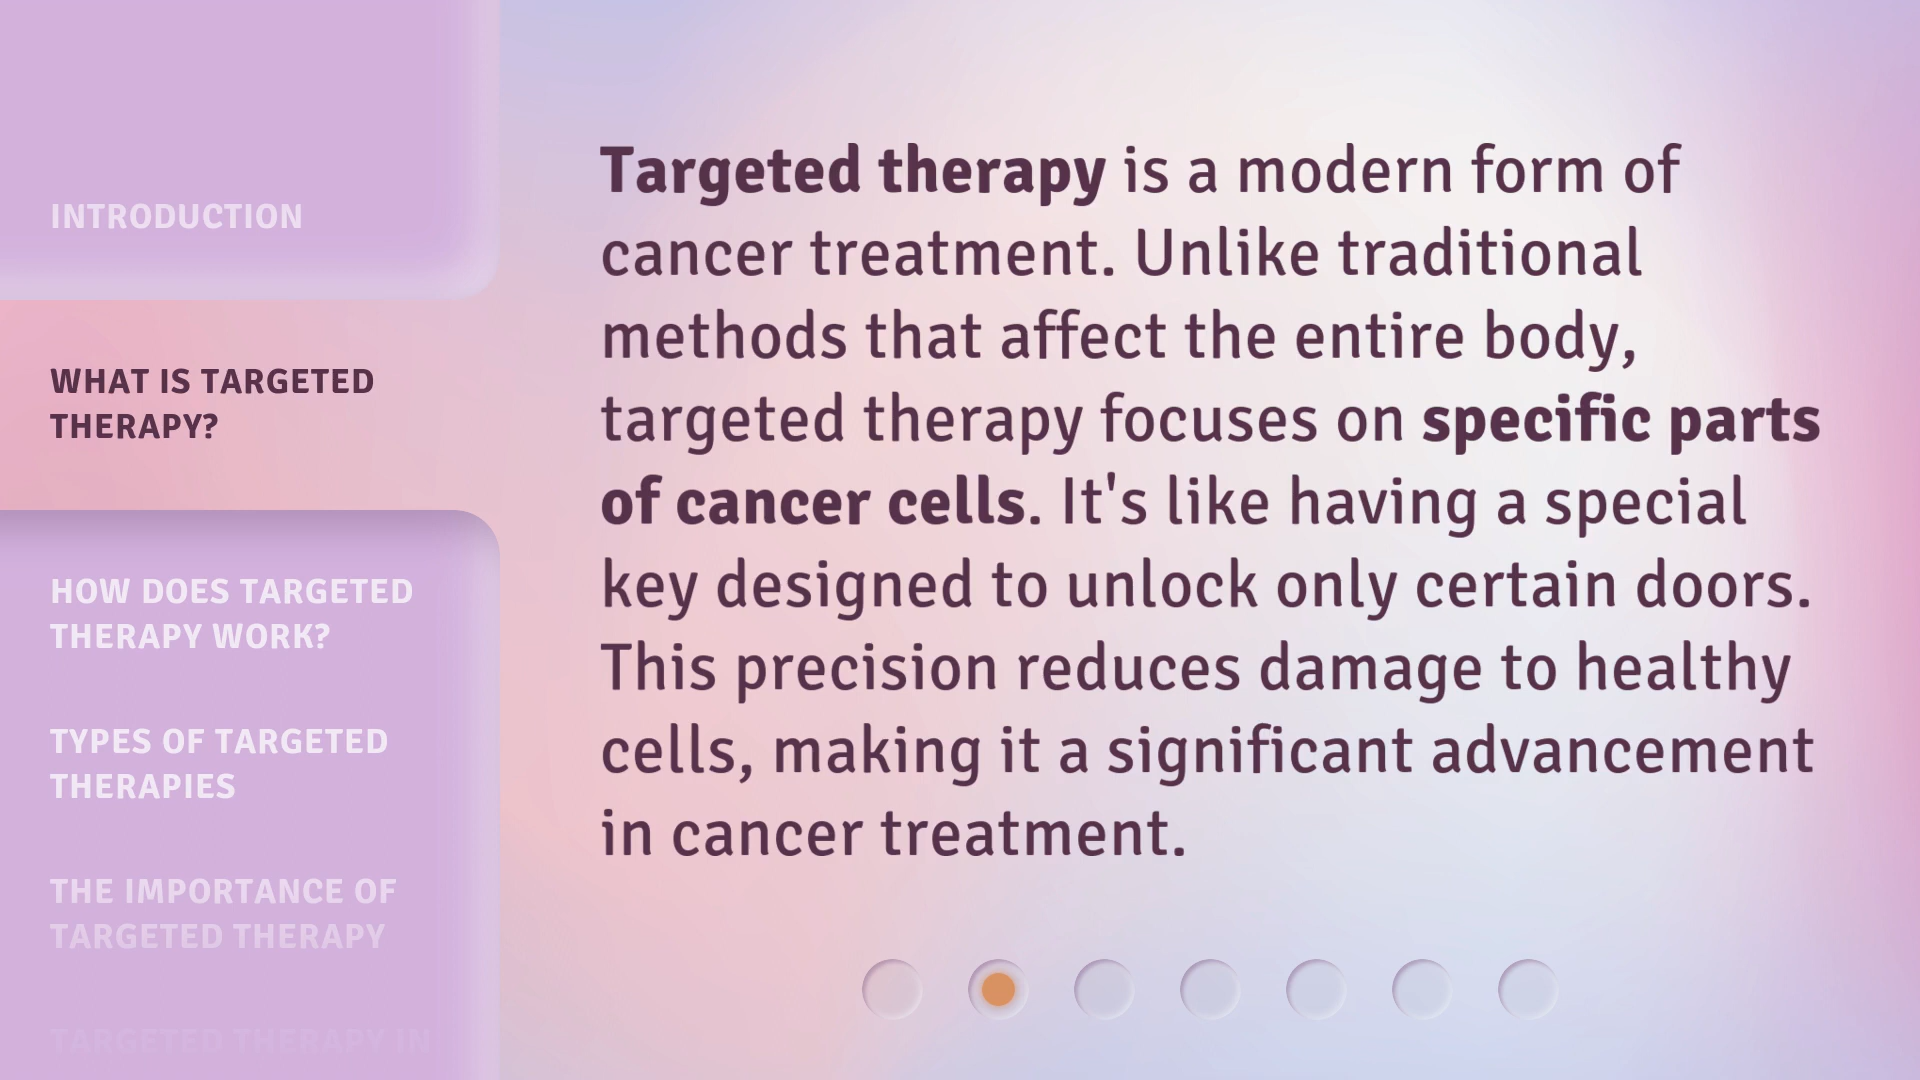 INTRODUCTION
WHAT IS TARGETED
THERAPY?
HOW DOES TARGETED
THERAPY WORK?
TYPES OF TARGETED
THERAPIES
THE IMPORTANCE OF
TARGETED THERAPY
TARGETED THERAPY IN
Targeted therapy is a modern form of
cancer treatment. Unlike traditional
methods that affect the entire body,
targeted therapy focuses on specific parts
of cancer cells. It's like having a special
key designed to unlock only certain doors.
This precision reduces damage to healthy
cells, making it a significant advancement
in cancer treatment.